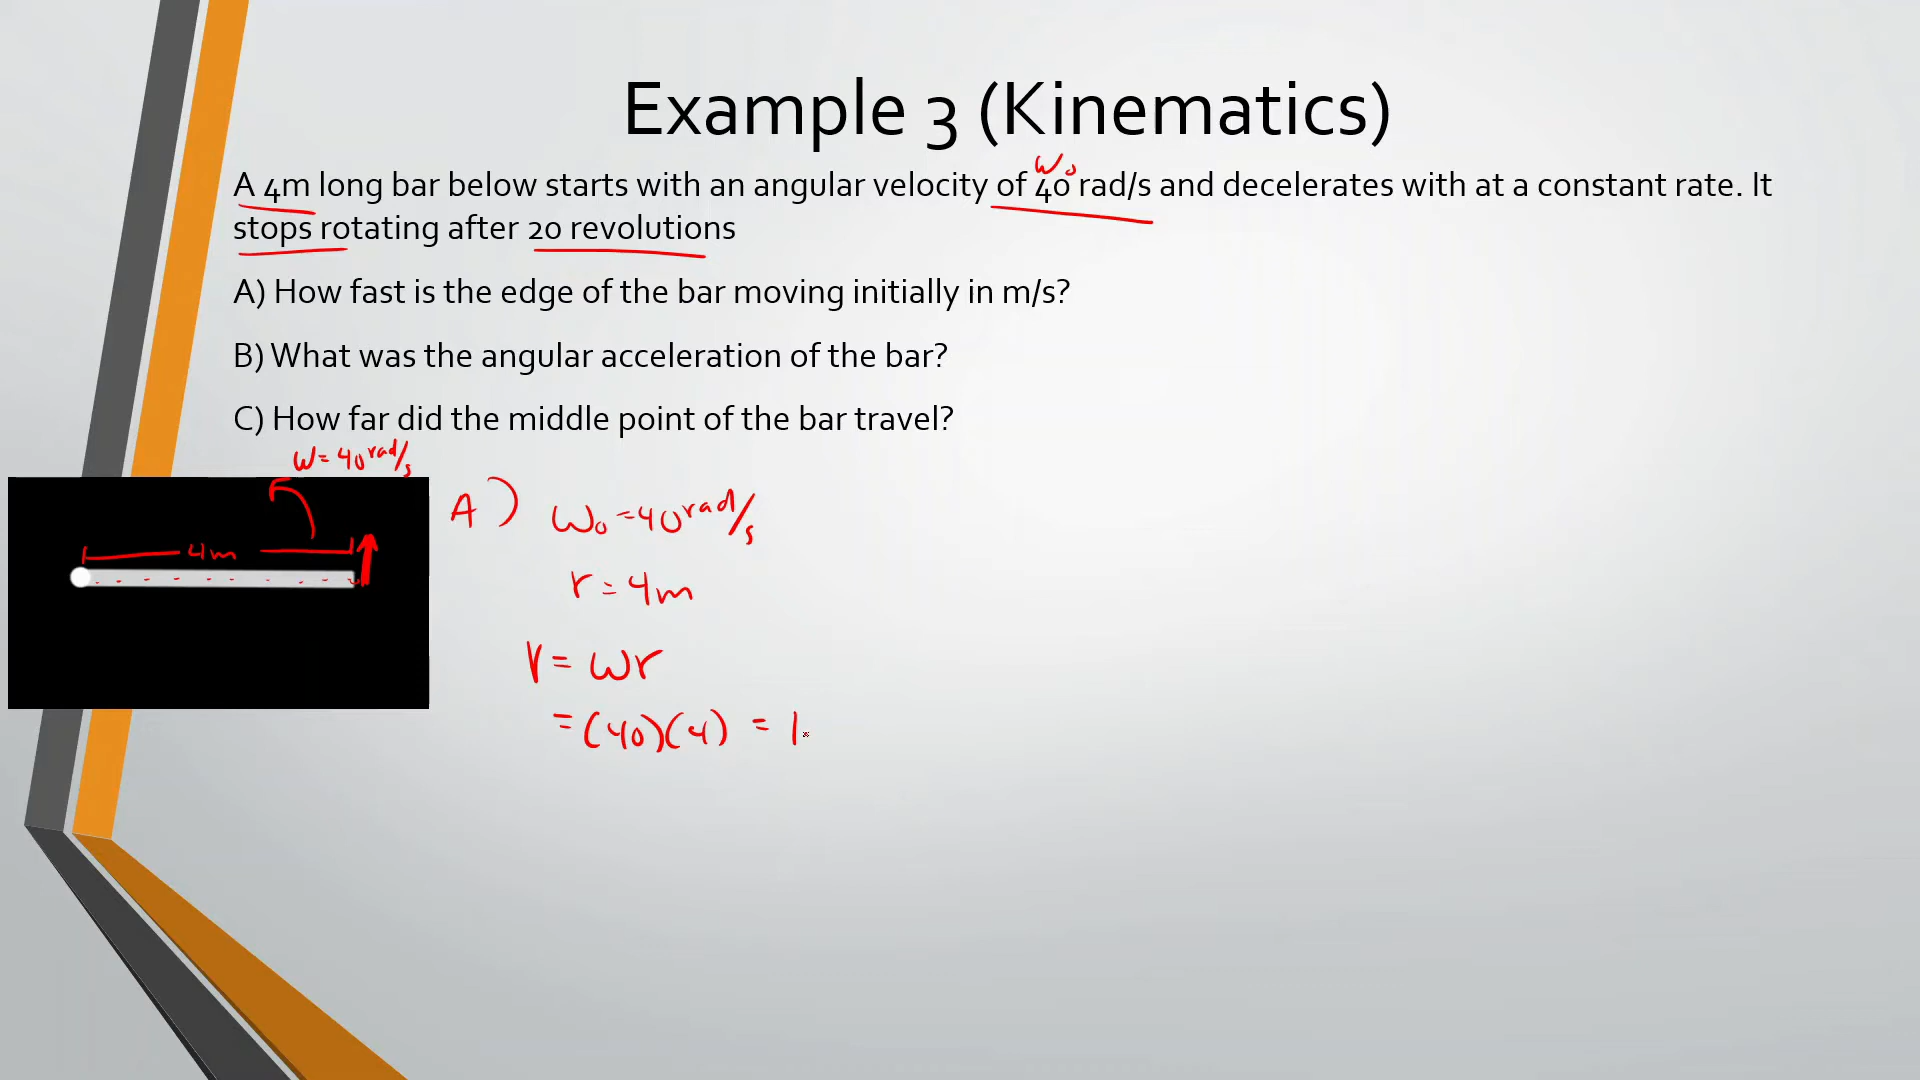 Example 3 (Kinematics)
ω₀
A 4m long bar below starts with an angular velocity of 40 rad/s and decelerates with at a constant rate. It
stops rotating after 20 revolutions
A) How fast is the edge of the bar moving initially in m/s?
B) What was the angular acceleration of the bar?
C) How far did the middle point of the bar travel?
ω = 40 rad/s
4m
A) ω₀ = 40 rad/s
r = 4m
V = ωr
= (40)(4) = 1